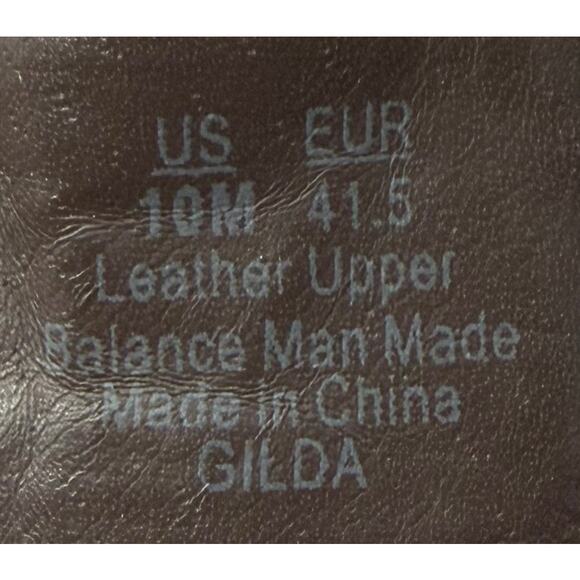 US EUR
10M 41.5
Leather Upper
Balance Man Made
Made in China
GILDA